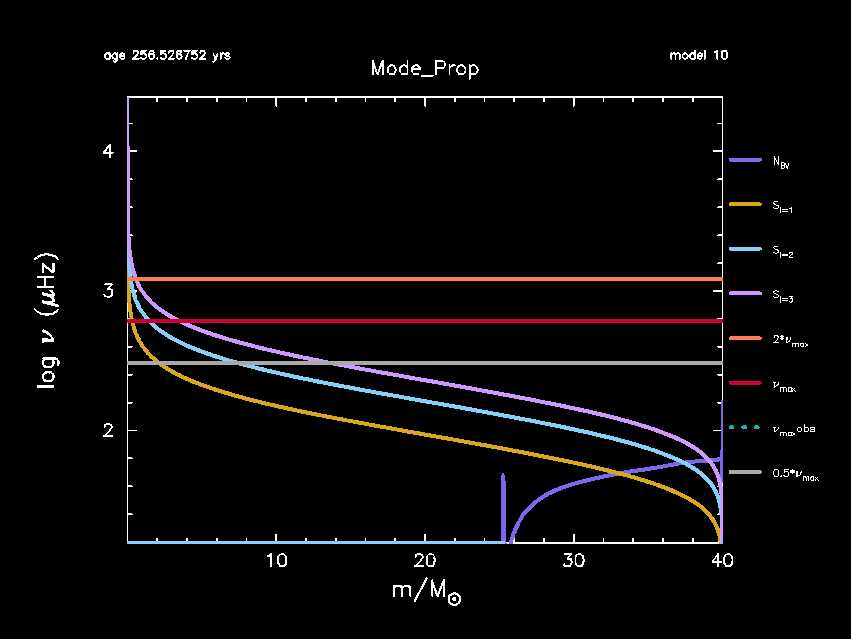 age 256.526752 yrs
model 10
Mode_Prop
4
3
2
log ν (μHz)
10
20
30
40
m/M⊙
N_BV
S_l=1
S_l=2
S_l=3
2*ν_max
ν_max
ν_max obs
0.5*ν_max